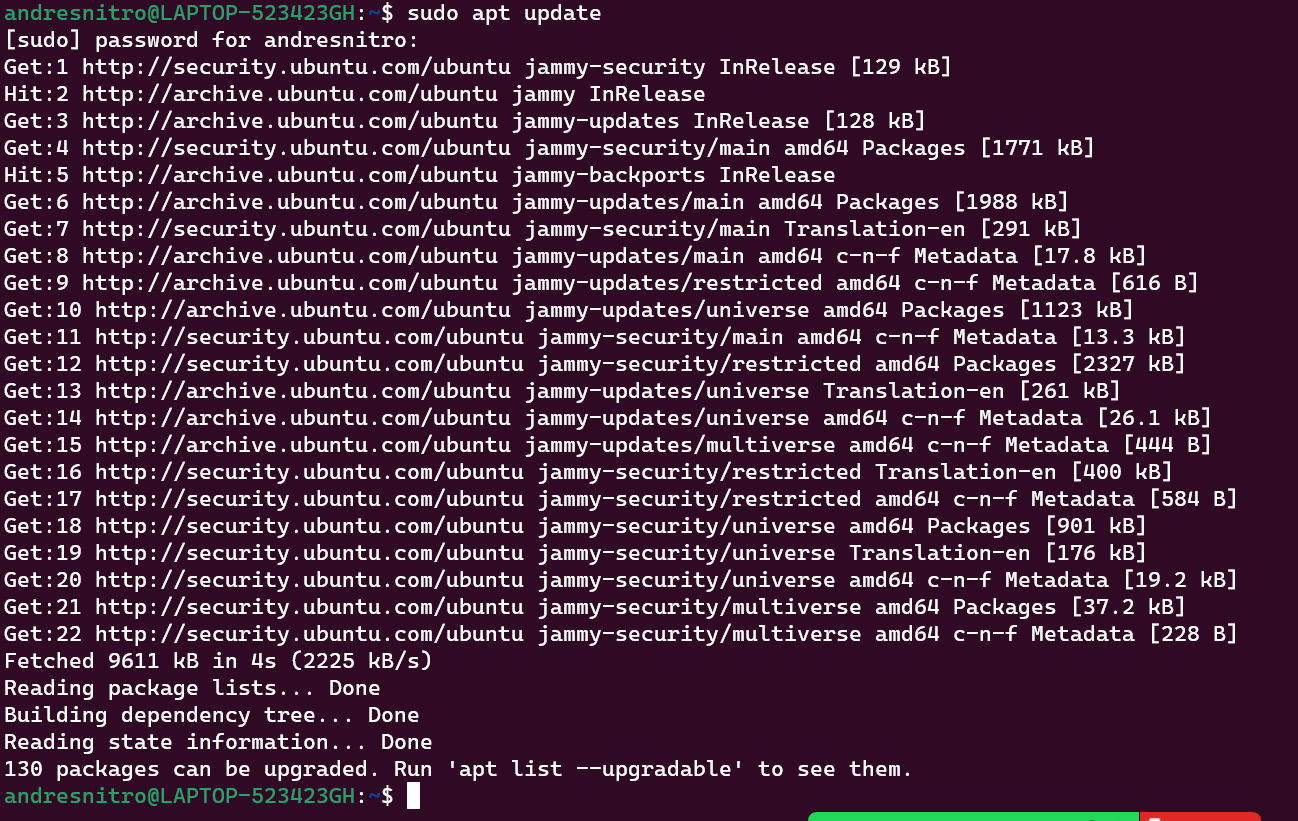 andresnitro@LAPTOP-523423GH:~$ sudo apt update
[sudo] password for andresnitro:
Get:1 http://security.ubuntu.com/ubuntu jammy-security InRelease [129 kB]
Hit:2 http://archive.ubuntu.com/ubuntu jammy InRelease
Get:3 http://archive.ubuntu.com/ubuntu jammy-updates InRelease [128 kB]
Get:4 http://security.ubuntu.com/ubuntu jammy-security/main amd64 Packages [1771 kB]
Hit:5 http://archive.ubuntu.com/ubuntu jammy-backports InRelease
Get:6 http://archive.ubuntu.com/ubuntu jammy-updates/main amd64 Packages [1988 kB]
Get:7 http://security.ubuntu.com/ubuntu jammy-security/main Translation-en [291 kB]
Get:8 http://archive.ubuntu.com/ubuntu jammy-updates/main amd64 c-n-f Metadata [17.8 kB]
Get:9 http://archive.ubuntu.com/ubuntu jammy-updates/restricted amd64 c-n-f Metadata [616 B]
Get:10 http://archive.ubuntu.com/ubuntu jammy-updates/universe amd64 Packages [1123 kB]
Get:11 http://security.ubuntu.com/ubuntu jammy-security/main amd64 c-n-f Metadata [13.3 kB]
Get:12 http://security.ubuntu.com/ubuntu jammy-security/restricted amd64 Packages [2327 kB]
Get:13 http://archive.ubuntu.com/ubuntu jammy-updates/universe Translation-en [261 kB]
Get:14 http://archive.ubuntu.com/ubuntu jammy-updates/universe amd64 c-n-f Metadata [26.1 kB]
Get:15 http://archive.ubuntu.com/ubuntu jammy-updates/multiverse amd64 c-n-f Metadata [444 B]
Get:16 http://security.ubuntu.com/ubuntu jammy-security/restricted Translation-en [400 kB]
Get:17 http://security.ubuntu.com/ubuntu jammy-security/restricted amd64 c-n-f Metadata [584 B]
Get:18 http://security.ubuntu.com/ubuntu jammy-security/universe amd64 Packages [901 kB]
Get:19 http://security.ubuntu.com/ubuntu jammy-security/universe Translation-en [176 kB]
Get:20 http://security.ubuntu.com/ubuntu jammy-security/universe amd64 c-n-f Metadata [19.2 kB]
Get:21 http://security.ubuntu.com/ubuntu jammy-security/multiverse amd64 Packages [37.2 kB]
Get:22 http://security.ubuntu.com/ubuntu jammy-security/multiverse amd64 c-n-f Metadata [228 B]
Fetched 9611 kB in 4s (2225 kB/s)
Reading package lists... Done
Building dependency tree... Done
Reading state information... Done
130 packages can be upgraded. Run 'apt list --upgradable' to see them.
andresnitro@LAPTOP-523423GH:~$